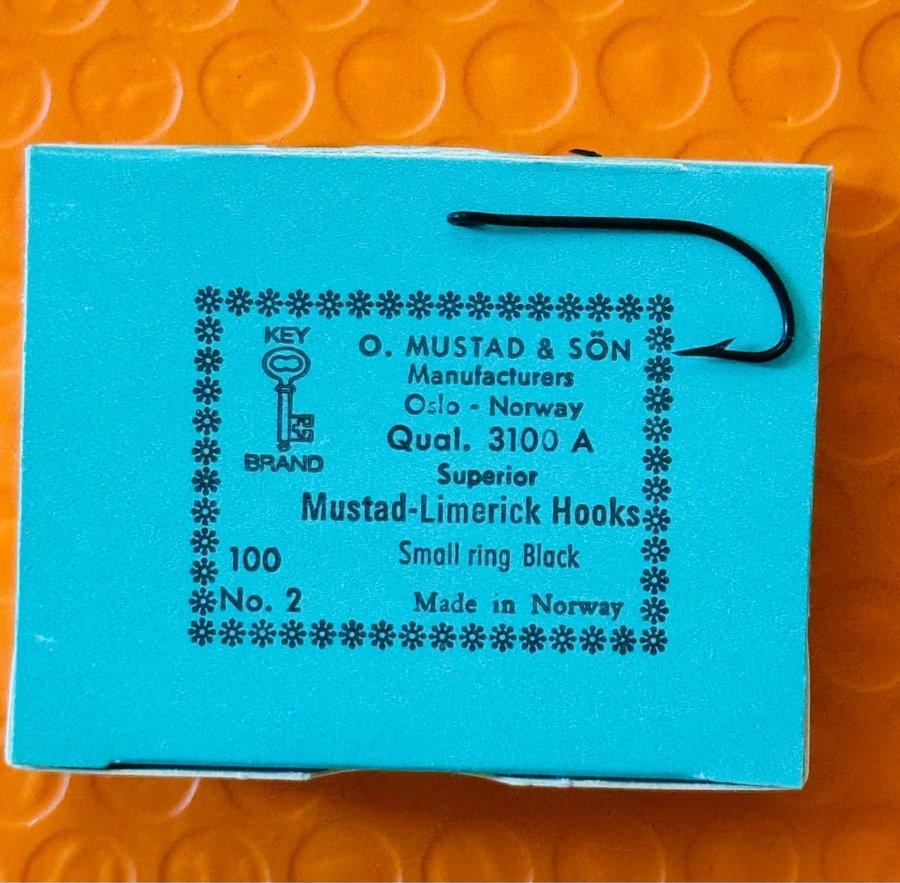 KEY
BRAND
O. MUSTAD & SÖN
Manufacturers
Oslo - Norway
Qual. 3100 A
Superior
Mustad-Limerick Hooks
Small ring Black
100
No. 2
Made in Norway